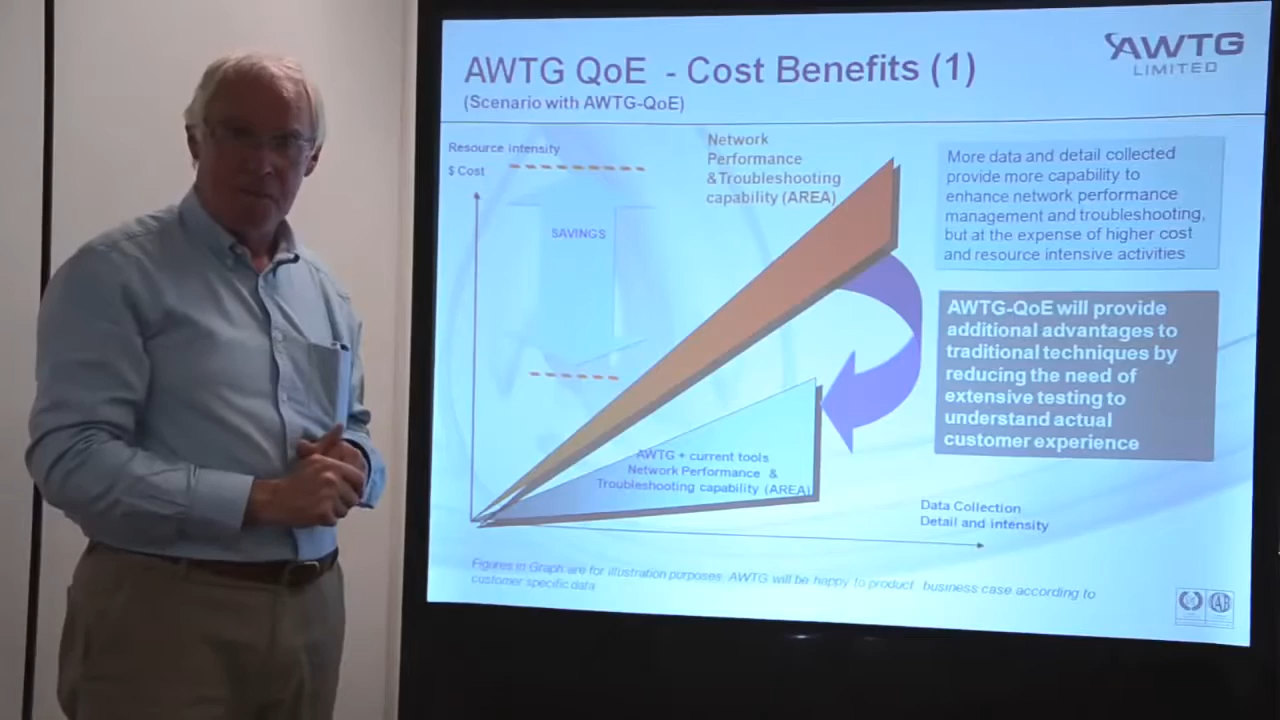 AWTG QoE - Cost Benefits (1)
(Scenario with AWTG-QoE)
AWTG
LIMITED
Resource intensity
$ Cost
SAVINGS
Network
Performance
&Troubleshooting
capability (AREA)
More data and detail collected
provide more capability to
enhance network performance
management and troubleshooting,
but at the expense of higher cost
and resource intensive activities
AWTG-QoE will provide
additional advantages to
traditional techniques by
reducing the need of
extensive testing to
understand actual
customer experience
AWTG + current tools
Network Performance &
Troubleshooting capability (AREA)
Data Collection
Detail and intensity
Figures in Graph are for illustration purposes. AWTG will be happy to product business case according to
customer specific data